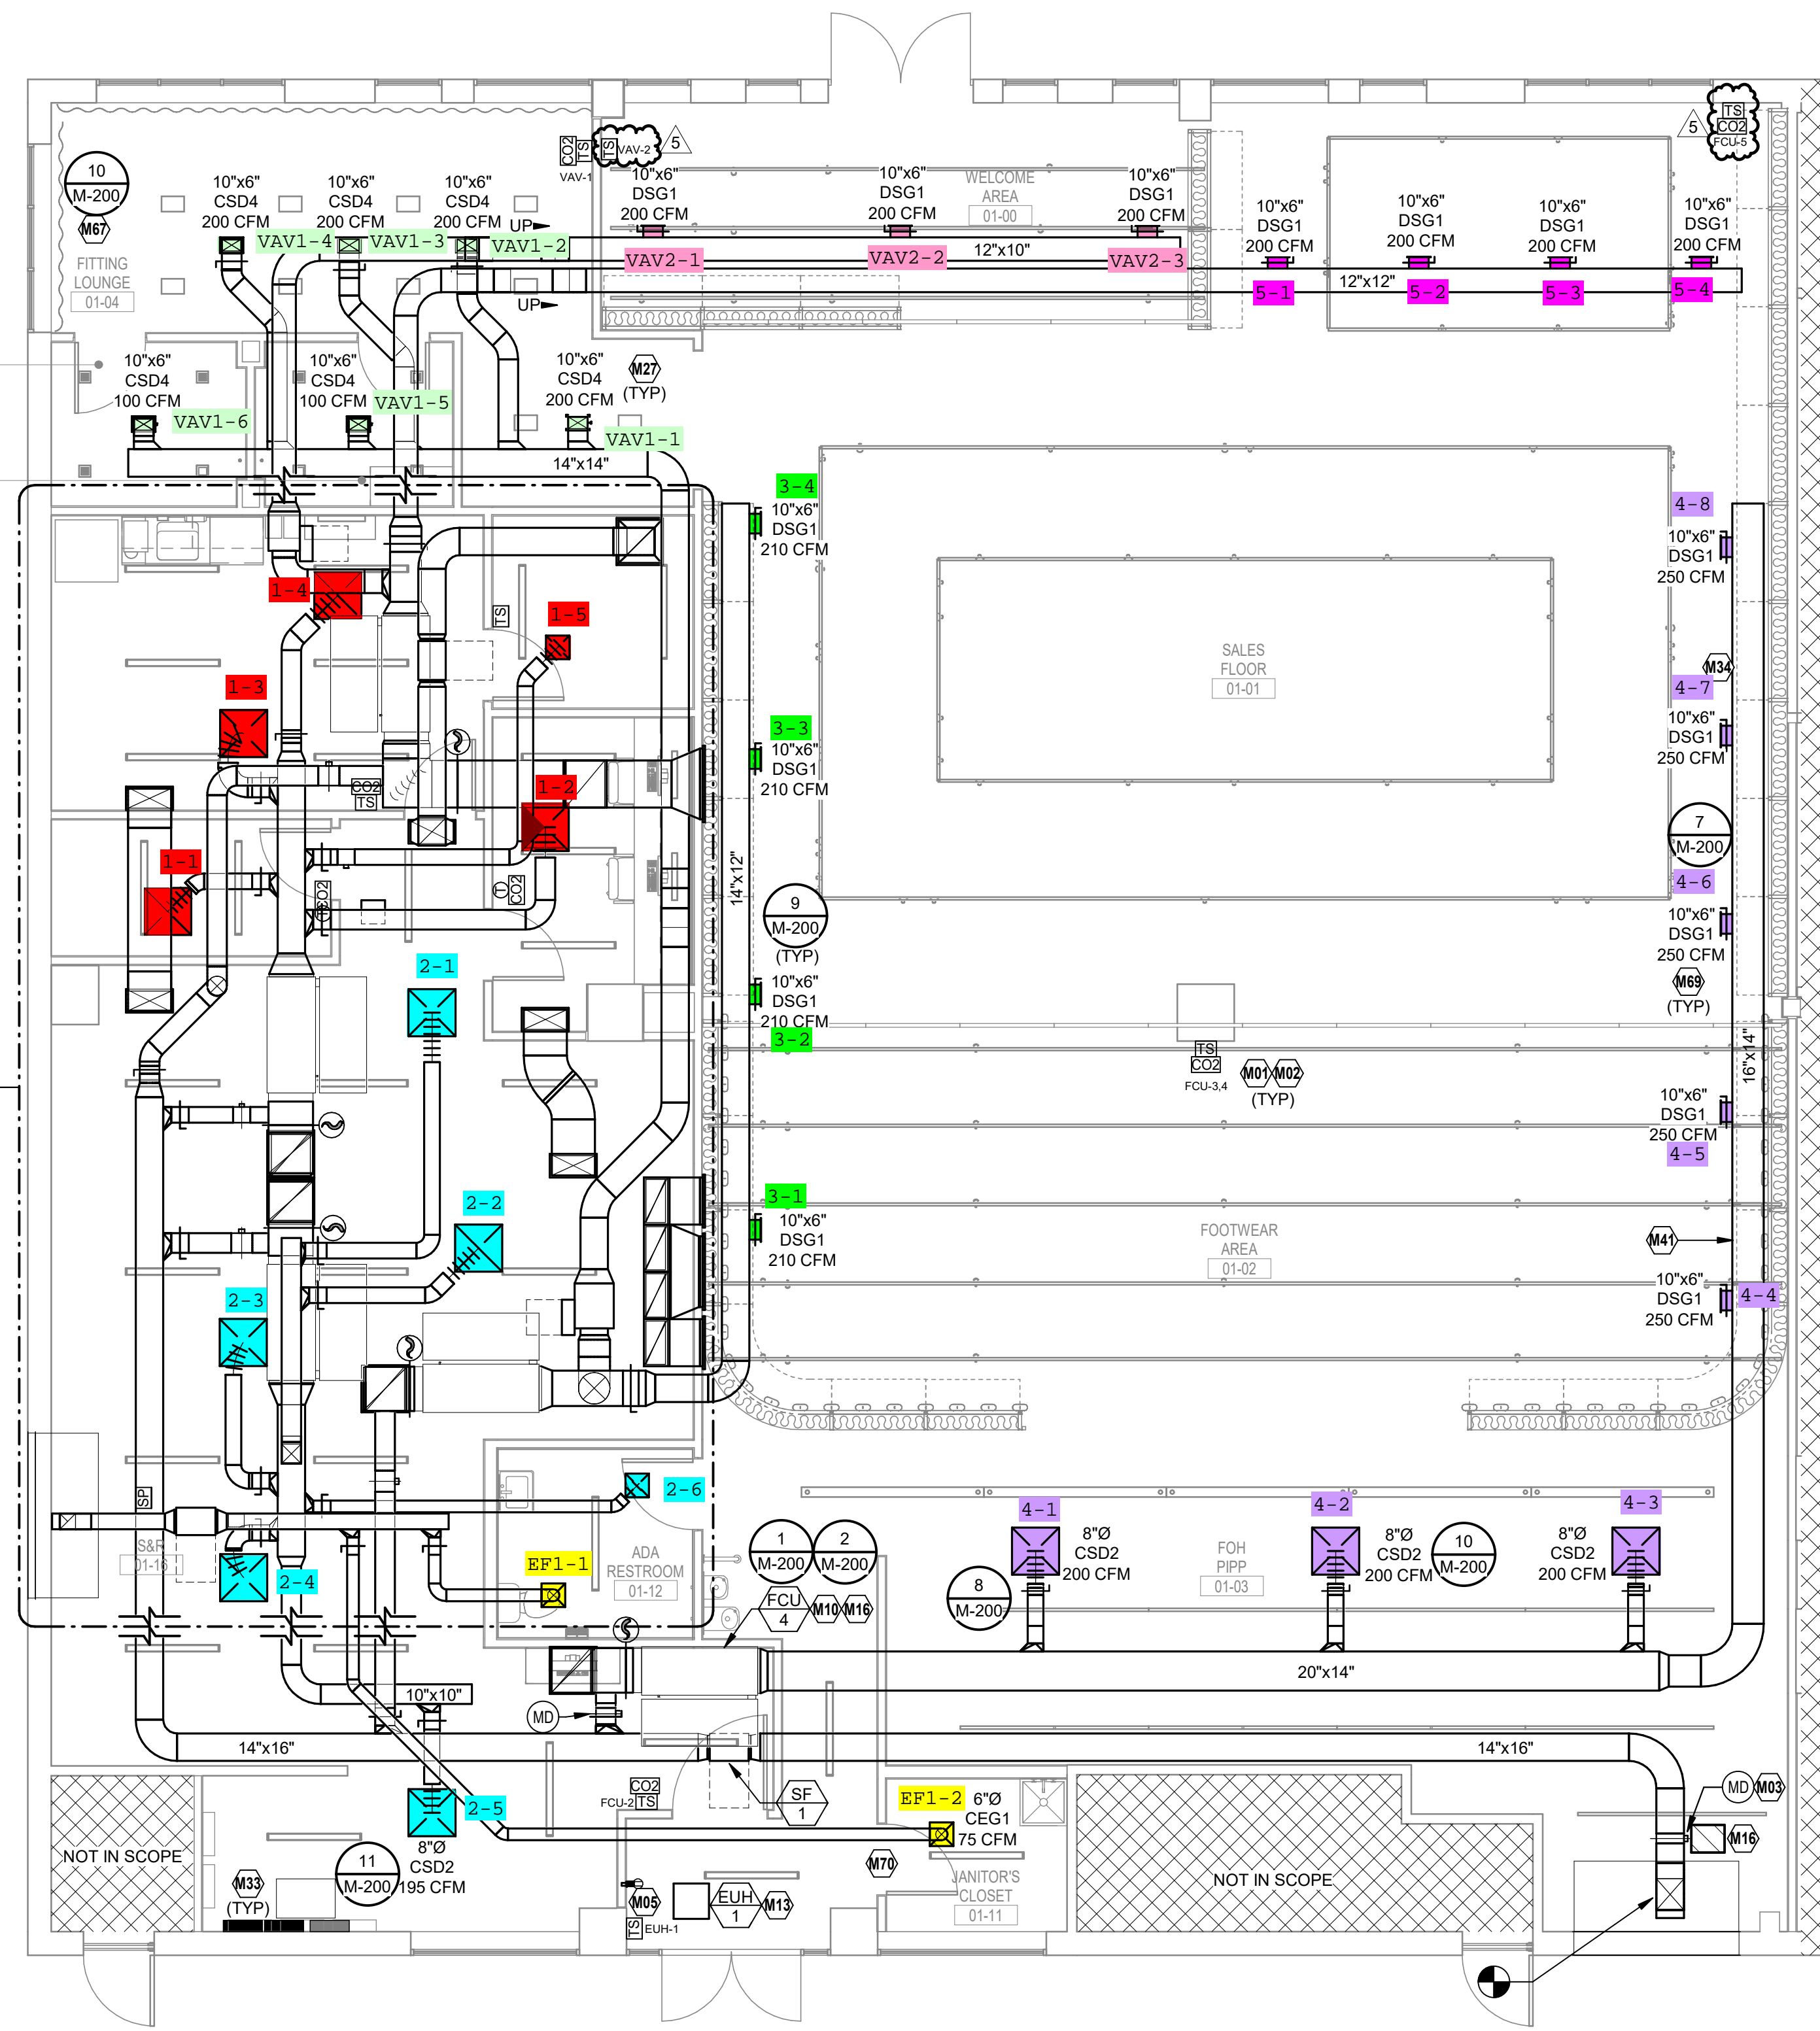 TS
CO2
FCU-5
5
5
CO2
TS
VAV-1
TS
VAV-2
10
M-200
M67
10"x6"
CSD4
200 CFM
10"x6"
CSD4
200 CFM
10"x6"
CSD4
200 CFM
UP
VAV1-4
VAV1-3
VAV1-2
10"x6"
DSG1
200 CFM
10"x6"
DSG1
200 CFM
WELCOME
AREA
01-00
10"x6"
DSG1
200 CFM
10"x6"
DSG1
200 CFM
10"x6"
DSG1
200 CFM
10"x6"
DSG1
200 CFM
10"x6"
DSG1
200 CFM
VAV2-1
VAV2-2
12"x10"
VAV2-3
5-1
12"x12"
5-2
5-3
5-4
FITTING
LOUNGE
01-04
UP
10"x6"
CSD4
100 CFM
10"x6"
CSD4
100 CFM
10"x6"
CSD4
200 CFM
M27
(TYP)
VAV1-6
VAV1-5
VAV1-1
14"x14"
3-4
10"x6"
DSG1
210 CFM
4-8
10"x6"
DSG1
250 CFM
1-4
1-5
TS
SALES
FLOOR
01-01
M34
1-3
4-7
10"x6"
DSG1
250 CFM
3-3
10"x6"
DSG1
210 CFM
CO2
TS
1-2
7
M-200
1-1
14"x12"
4-6
CO2
T
T
CO2
9
M-200
(TYP)
10"x6"
DSG1
250 CFM
2-1
10"x6"
DSG1
210 CFM
M69
(TYP)
3-2
TS
CO2
FCU-3,4
M01
M02
(TYP)
16"x14"
10"x6"
DSG1
250 CFM
4-5
2-2
3-1
10"x6"
DSG1
210 CFM
FOOTWEAR
AREA
01-02
M41
2-3
10"x6"
DSG1
250 CFM
4-4
SP
2-6
4-1
4-2
4-3
S&R
01-16
2-4
EF1-1
ADA
RESTROOM
01-12
1
M-200
2
M-200
8"Ø
CSD2
200 CFM
8"Ø
CSD2
200 CFM
10
M-200
FOH
PIPP
01-03
8"Ø
CSD2
200 CFM
8
M-200
FCU
4
M10
M16
20"x14"
10"x10"
MD
14"x16"
14"x16"
CO2
FCU-2
TS
SF
1
MD
M03
2-5
EF1-2
6"Ø
CEG1
75 CFM
M16
NOT IN SCOPE
8"Ø
CSD2
195 CFM
11
M-200
M33
(TYP)
M70
JANITOR'S
CLOSET
01-11
NOT IN SCOPE
M05
EUH
1
M13
TS
EUH-1